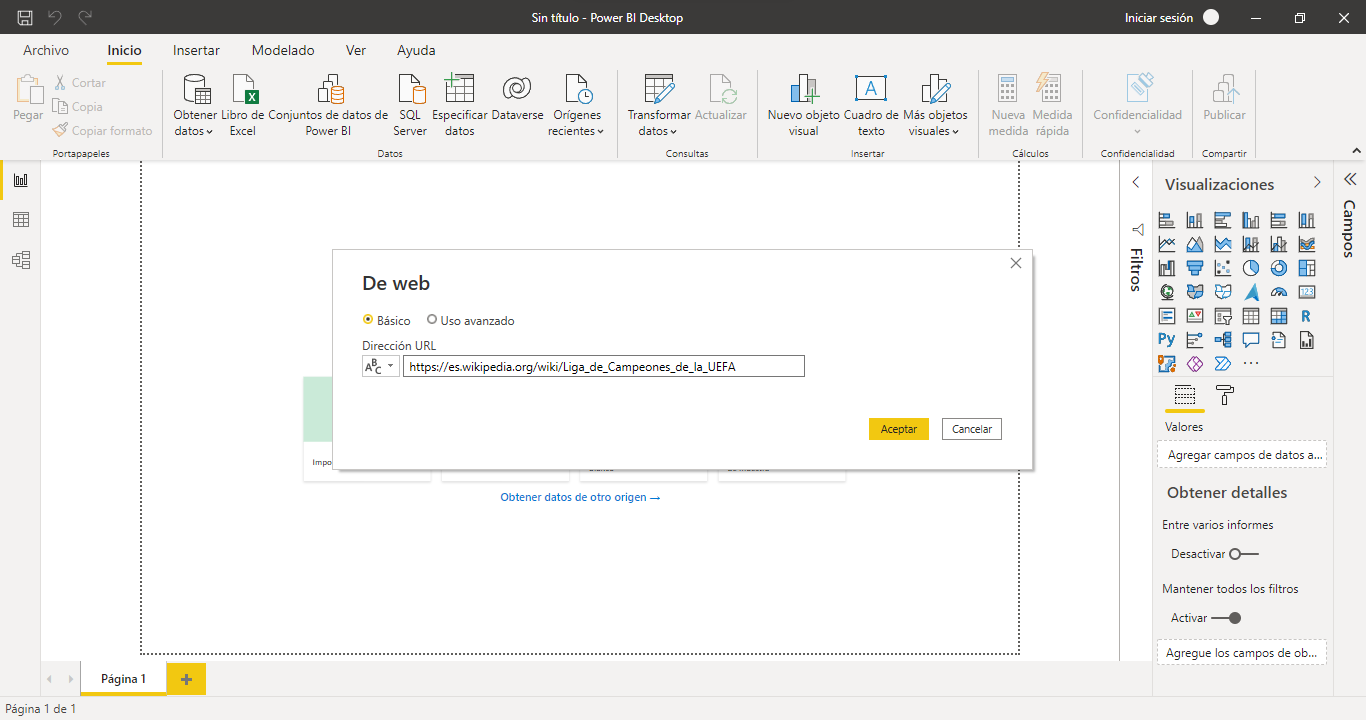 Sin título - Power BI Desktop
Iniciar sesión
Archivo
Inicio
Insertar
Modelado
Ver
Ayuda
Pegar
Cortar
Copia
Copiar formato
Portapapeles
Obtener datos
Libro de Excel
Conjuntos de datos de Power BI
SQL Server
Especificar datos
Dataverse
Orígenes recientes
Datos
Transformar datos
Actualizar
Consultas
Nuevo objeto visual
Cuadro de texto
A
Más objetos visuales
Insertar
Nueva medida
Medida rápida
Cálculos
Confidencialidad
Confidencialidad
Publicar
Compartir
De web
Básico
Uso avanzado
Dirección URL
ABC
https://es.wikipedia.org/wiki/Liga_de_Campeones_de_la_UEFA
Aceptar
Cancelar
Impo
Obtener datos de otro origen →
Filtros
Visualizaciones
123
R
Py
Valores
Agregar campos de datos a...
Obtener detalles
Entre varios informes
Desactivar
Mantener todos los filtros
Activar
Agregue los campos de ob...
Campos
Página 1
Página 1 de 1